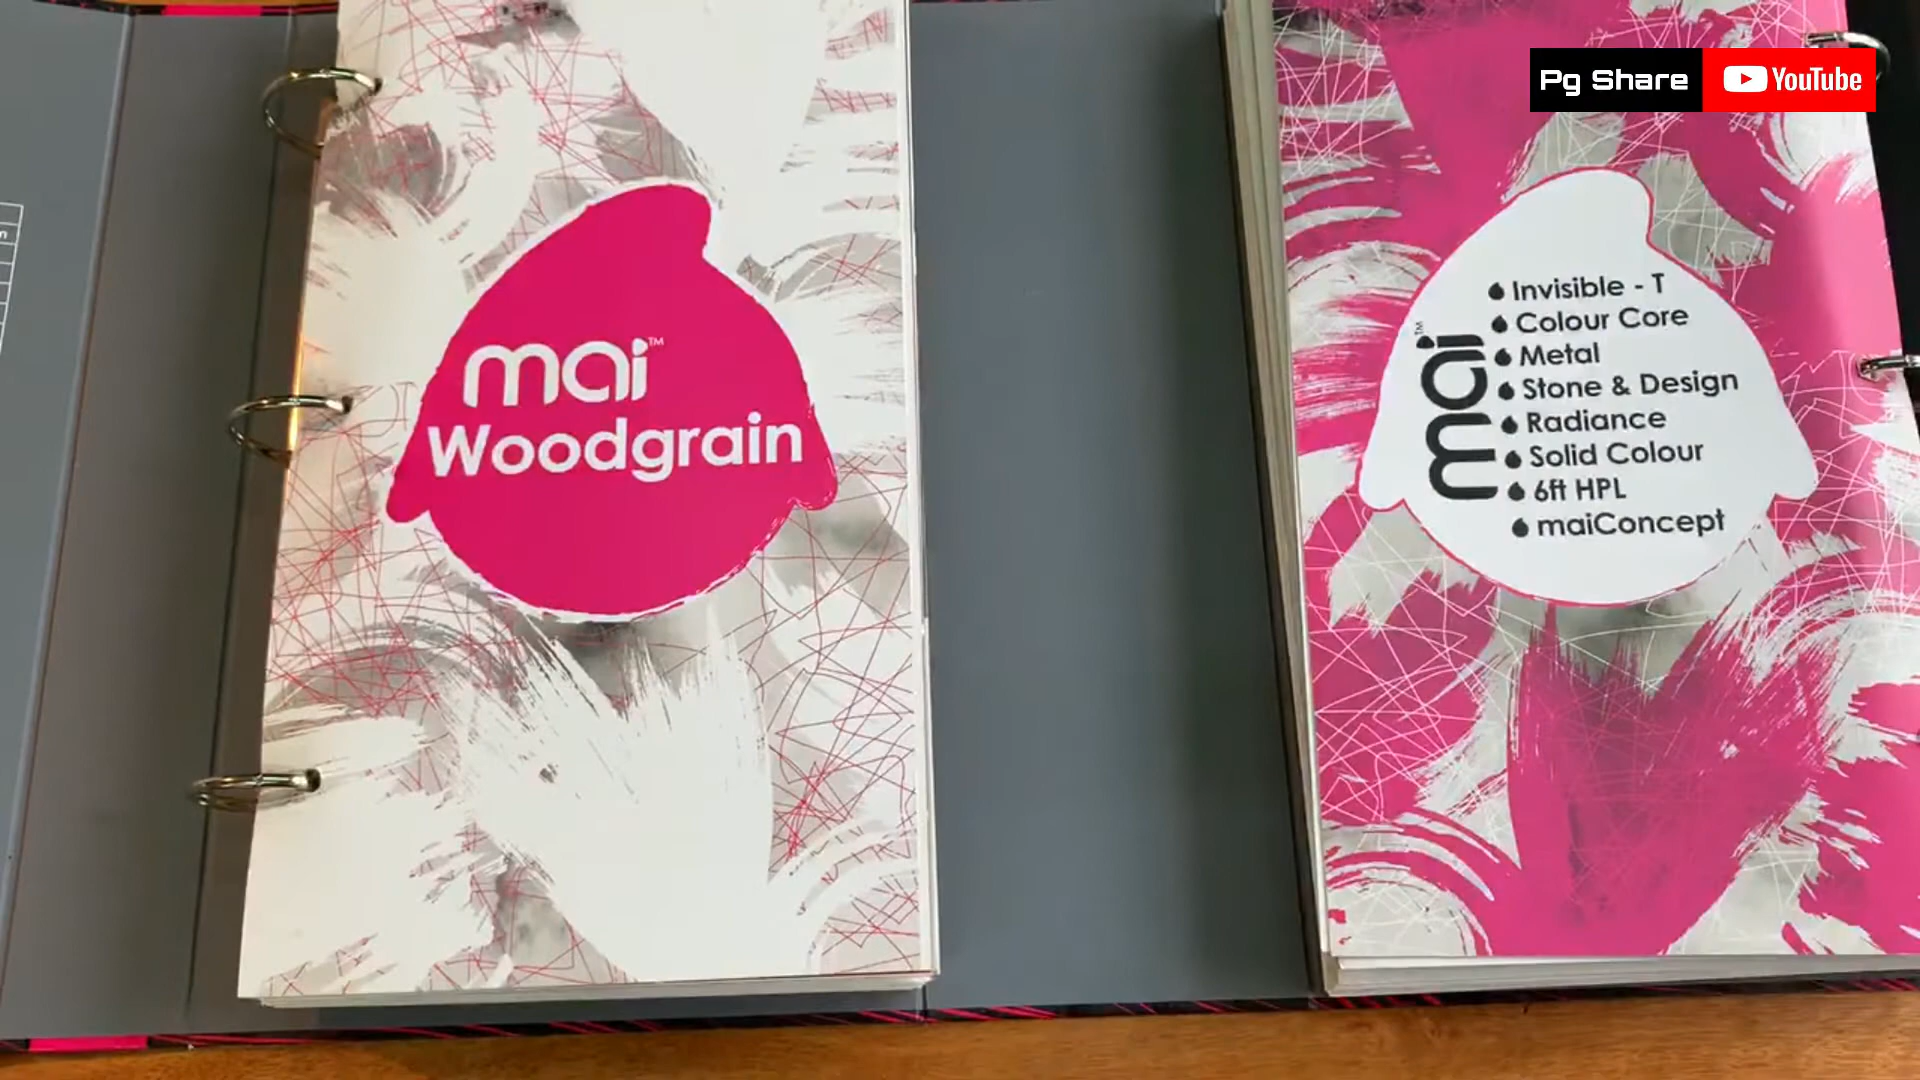 Pg Share YouTube
mai™
Woodgrain
mai™
Invisible - T
Colour Core
Metal
Stone & Design
Radiance
Solid Colour
6ft HPL
maiConcept